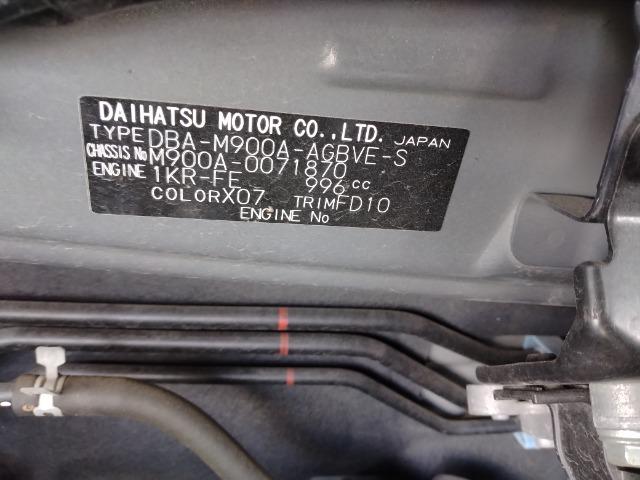 DAIHATSU MOTOR CO.,LTD. JAPAN
TYPE DBA-M900A-AGBVE-S
CHASSIS No M900A-0071870
ENGINE 1KR-FE 996 cc
COLOR X07 TRIM FD10
ENGINE No